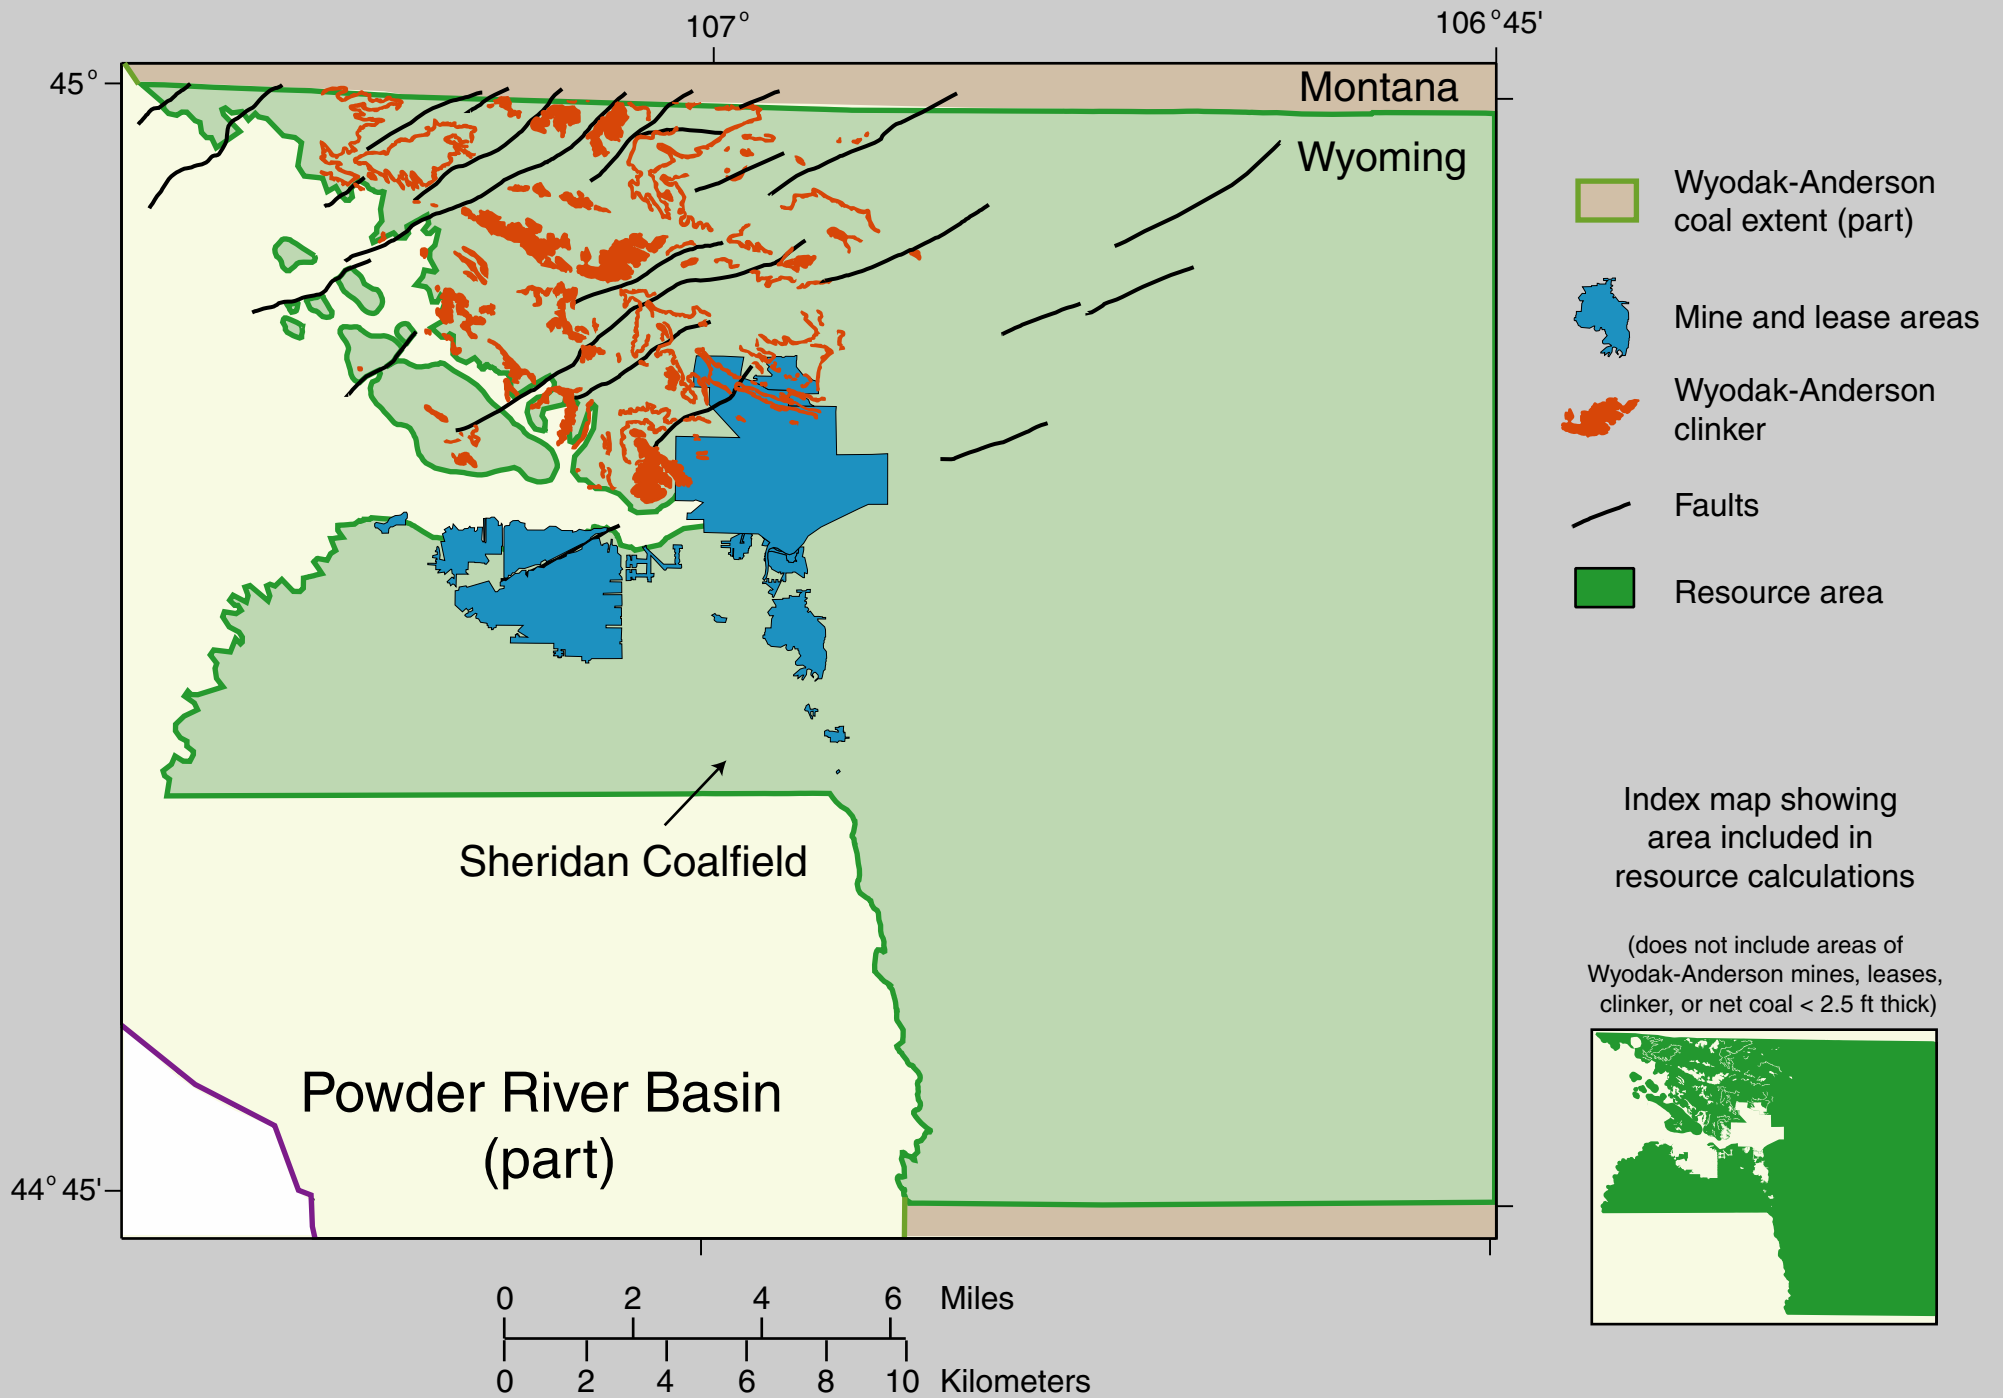 107°
106°45'
45°
Montana
Wyoming
Wyodak-Anderson
coal extent (part)
Mine and lease areas
Wyodak-Anderson
clinker
Faults
Resource area
Sheridan Coalfield
Index map showing
area included in
resource calculations
(does not include areas of
Wyodak-Anderson mines, leases,
clinker, or net coal < 2.5 ft thick)
Powder River Basin
(part)
44°45'
0 2 4 6 Miles
0 2 4 6 8 10 Kilometers